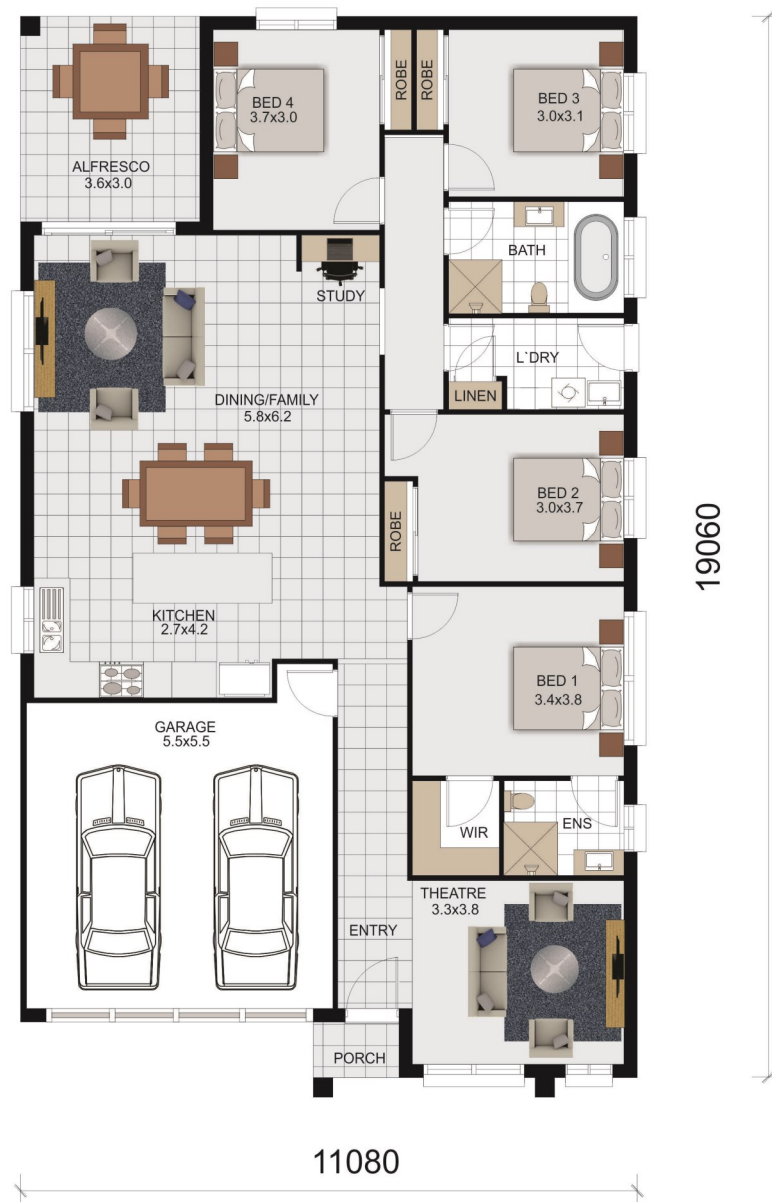 BED 4
3.7x3.0
ROBE
ROBE
BED 3
3.0x3.1
ALFRESCO
3.6x3.0
BATH
STUDY
L`DRY
LINEN
DINING/FAMILY
5.8x6.2
BED 2
3.0x3.7
ROBE
19060
KITCHEN
2.7x4.2
BED 1
3.4x3.8
GARAGE
5.5x5.5
WIR
ENS
THEATRE
3.3x3.8
ENTRY
PORCH
11080